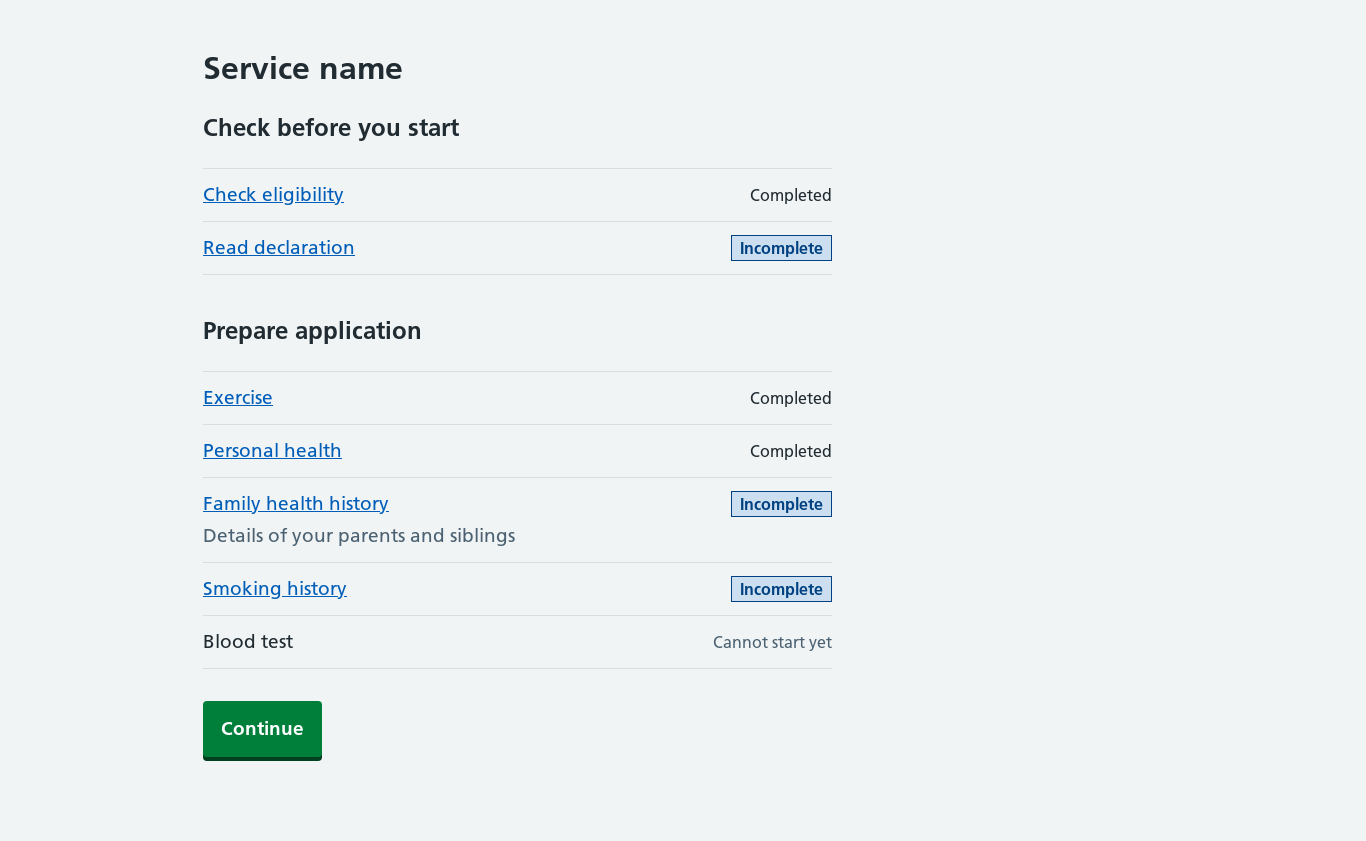 Service name
Check before you start
Check eligibility Completed
Read declaration Incomplete
Prepare application
Exercise Completed
Personal health Completed
Family health history Incomplete
Details of your parents and siblings
Smoking history Incomplete
Blood test Cannot start yet
Continue